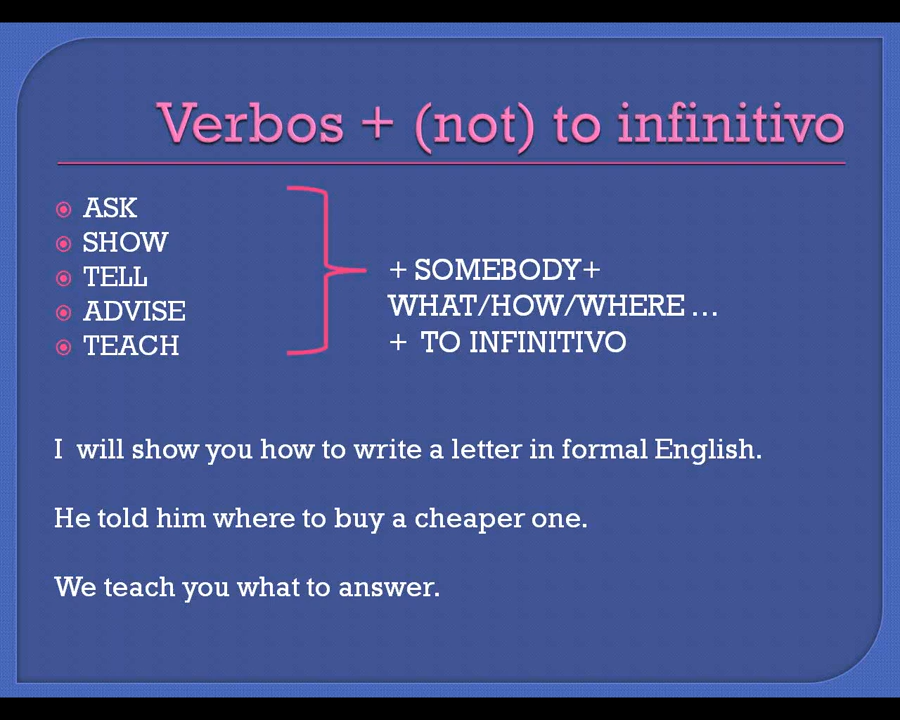 Verbos + (not) to infinitivo
ASK
SHOW
TELL
ADVISE
TEACH
+ SOMEBODY+
WHAT/HOW/WHERE …
+ TO INFINITIVO
I will show you how to write a letter in formal English.
He told him where to buy a cheaper one.
We teach you what to answer.